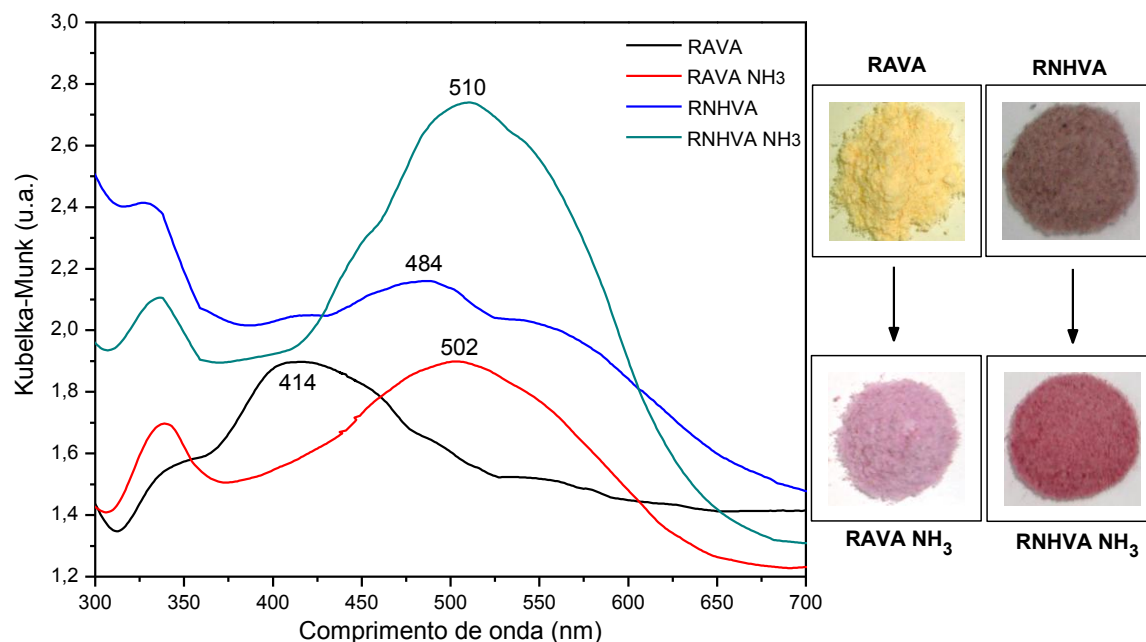 3,0
2,8
2,6
2,4
2,2
2,0
1,8
1,6
1,4
1,2
Kubelka-Munk (u.a.)
300 350 400 450 500 550 600 650 700
Comprimento de onda (nm)
RAVA
RAVA NH3
RNHVA
RNHVA NH3
510
484
502
414
RAVA RNHVA
RAVA NH3 RNHVA NH3